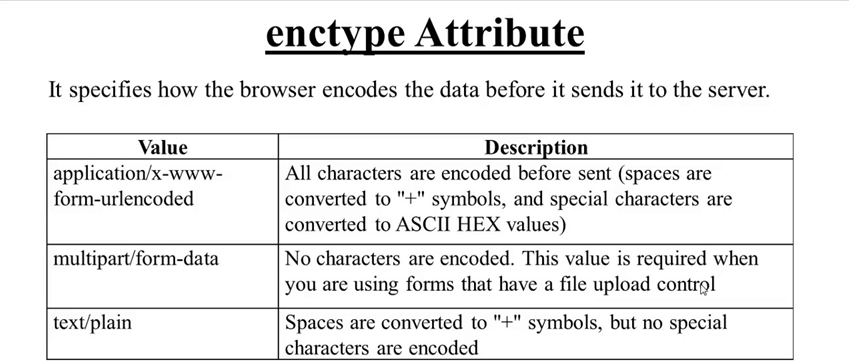 enctype Attribute
It specifies how the browser encodes the data before it sends it to the server.
Value Description
application/x-www-
form-urlencoded
All characters are encoded before sent (spaces are
converted to "+" symbols, and special characters are
converted to ASCII HEX values)
multipart/form-data
No characters are encoded. This value is required when
you are using forms that have a file upload control
text/plain
Spaces are converted to "+" symbols, but no special
characters are encoded